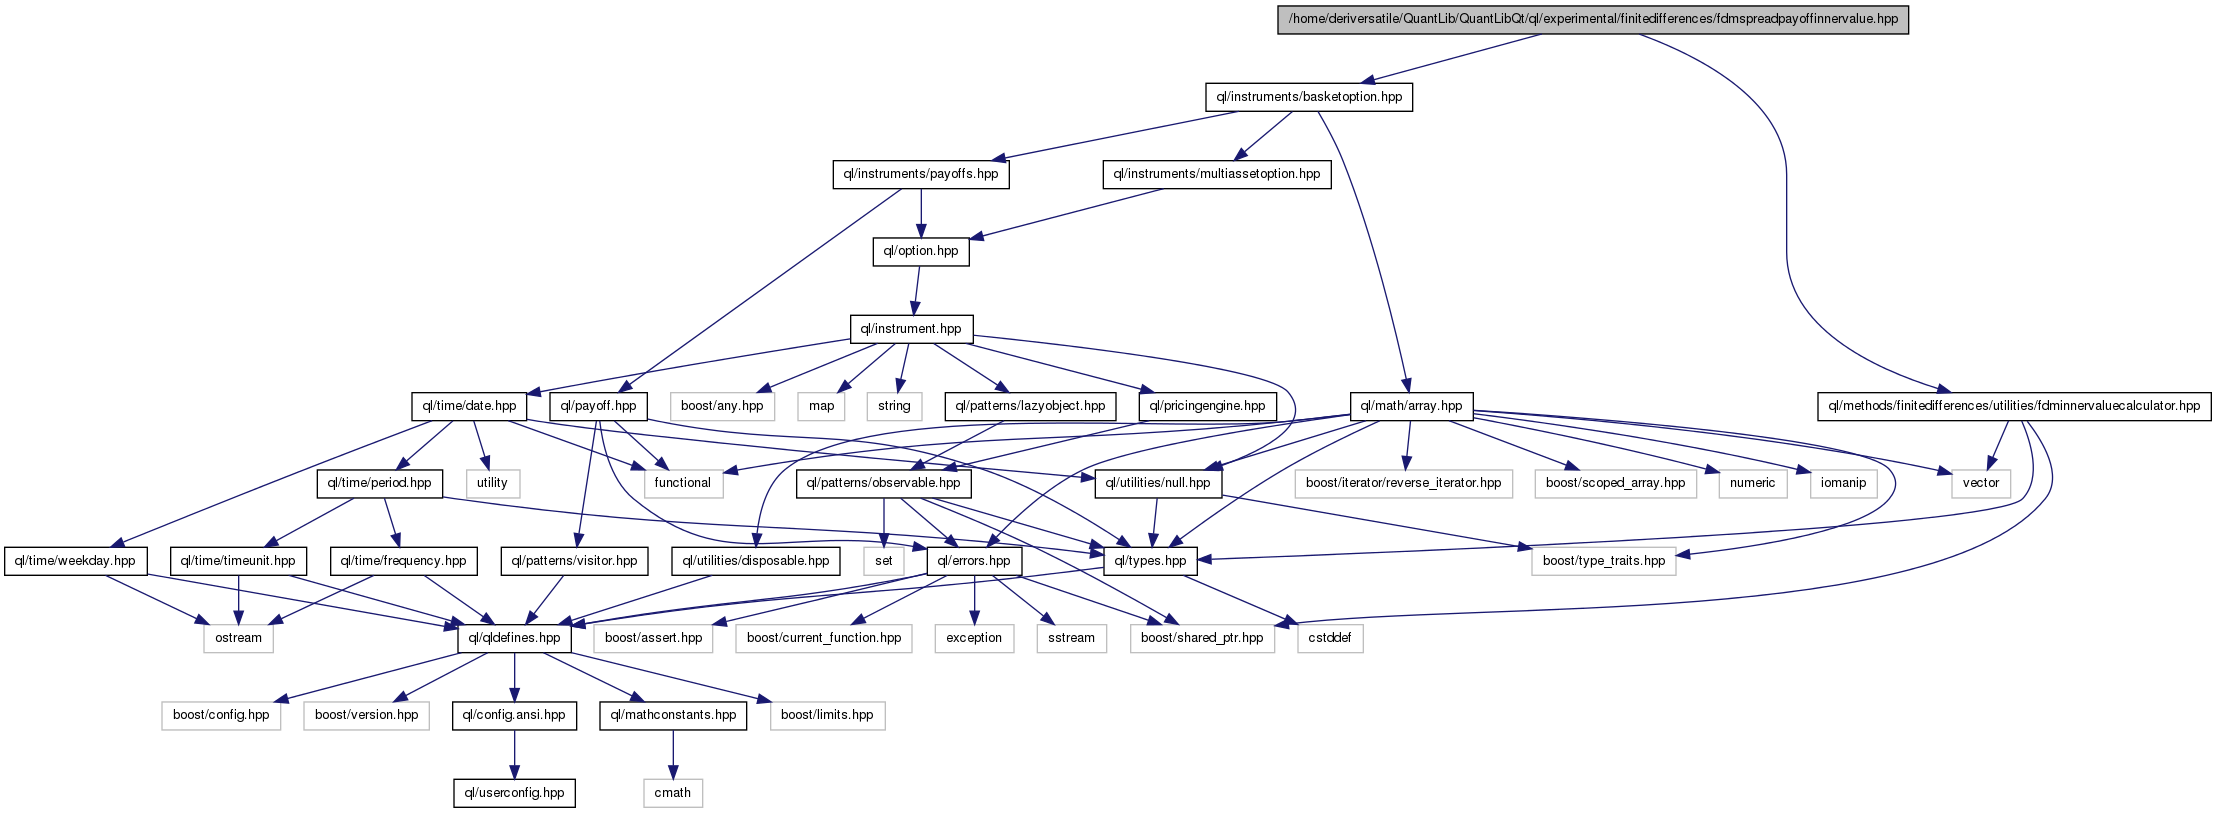 /home/deriversatile/QuantLib/QuantLibQt/ql/experimental/finitedifferences/fdmspreadpayoffinnervalue.hpp
ql/instruments/basketoption.hpp
ql/instruments/payoffs.hpp
ql/instruments/multiassetoption.hpp
ql/option.hpp
ql/instrument.hpp
ql/time/date.hpp
ql/payoff.hpp
boost/any.hpp
map
string
ql/patterns/lazyobject.hpp
ql/pricingengine.hpp
ql/math/array.hpp
ql/methods/finitedifferences/utilities/fdminnervaluecalculator.hpp
ql/time/period.hpp
utility
functional
ql/patterns/observable.hpp
ql/utilities/null.hpp
boost/iterator/reverse_iterator.hpp
boost/scoped_array.hpp
numeric
iomanip
vector
ql/time/weekday.hpp
ql/time/timeunit.hpp
ql/time/frequency.hpp
ql/patterns/visitor.hpp
ql/utilities/disposable.hpp
set
ql/errors.hpp
ql/types.hpp
boost/type_traits.hpp
ostream
ql/qldefines.hpp
boost/assert.hpp
boost/current_function.hpp
exception
sstream
boost/shared_ptr.hpp
cstddef
boost/config.hpp
boost/version.hpp
ql/config.ansi.hpp
ql/mathconstants.hpp
boost/limits.hpp
ql/userconfig.hpp
cmath